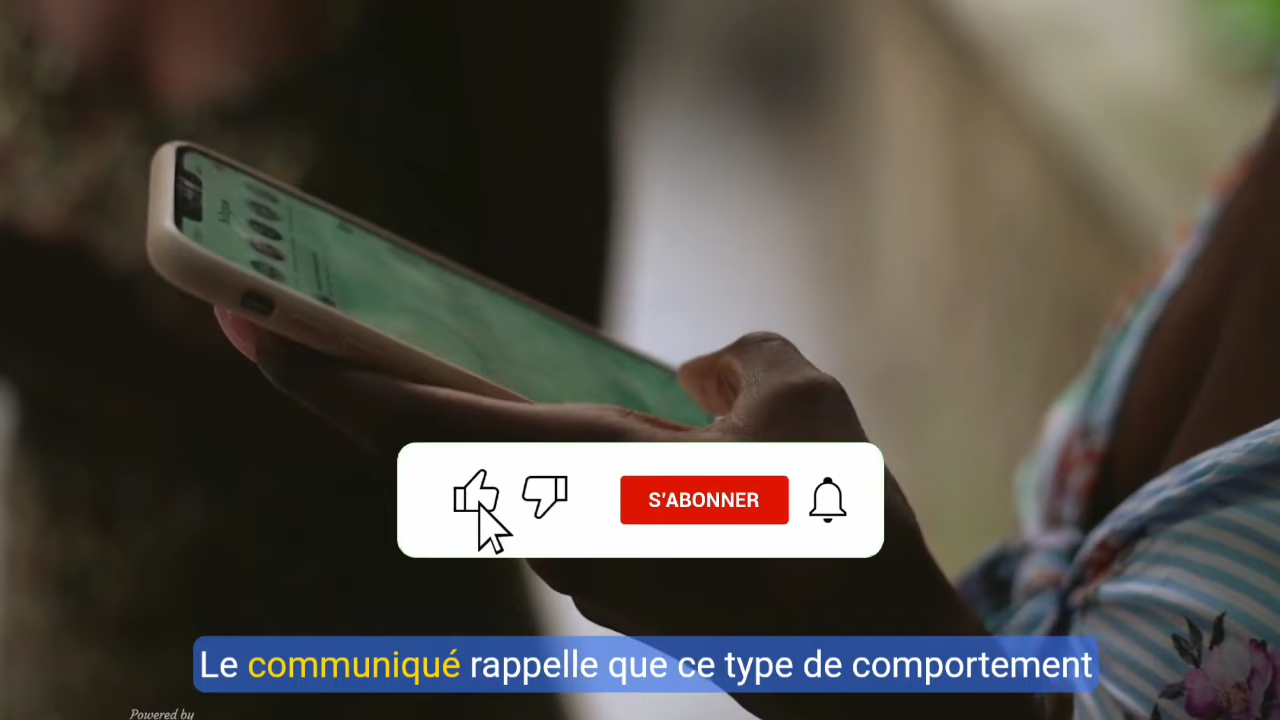 S'ABONNER
Le communiqué rappelle que ce type de comportement
Powered by